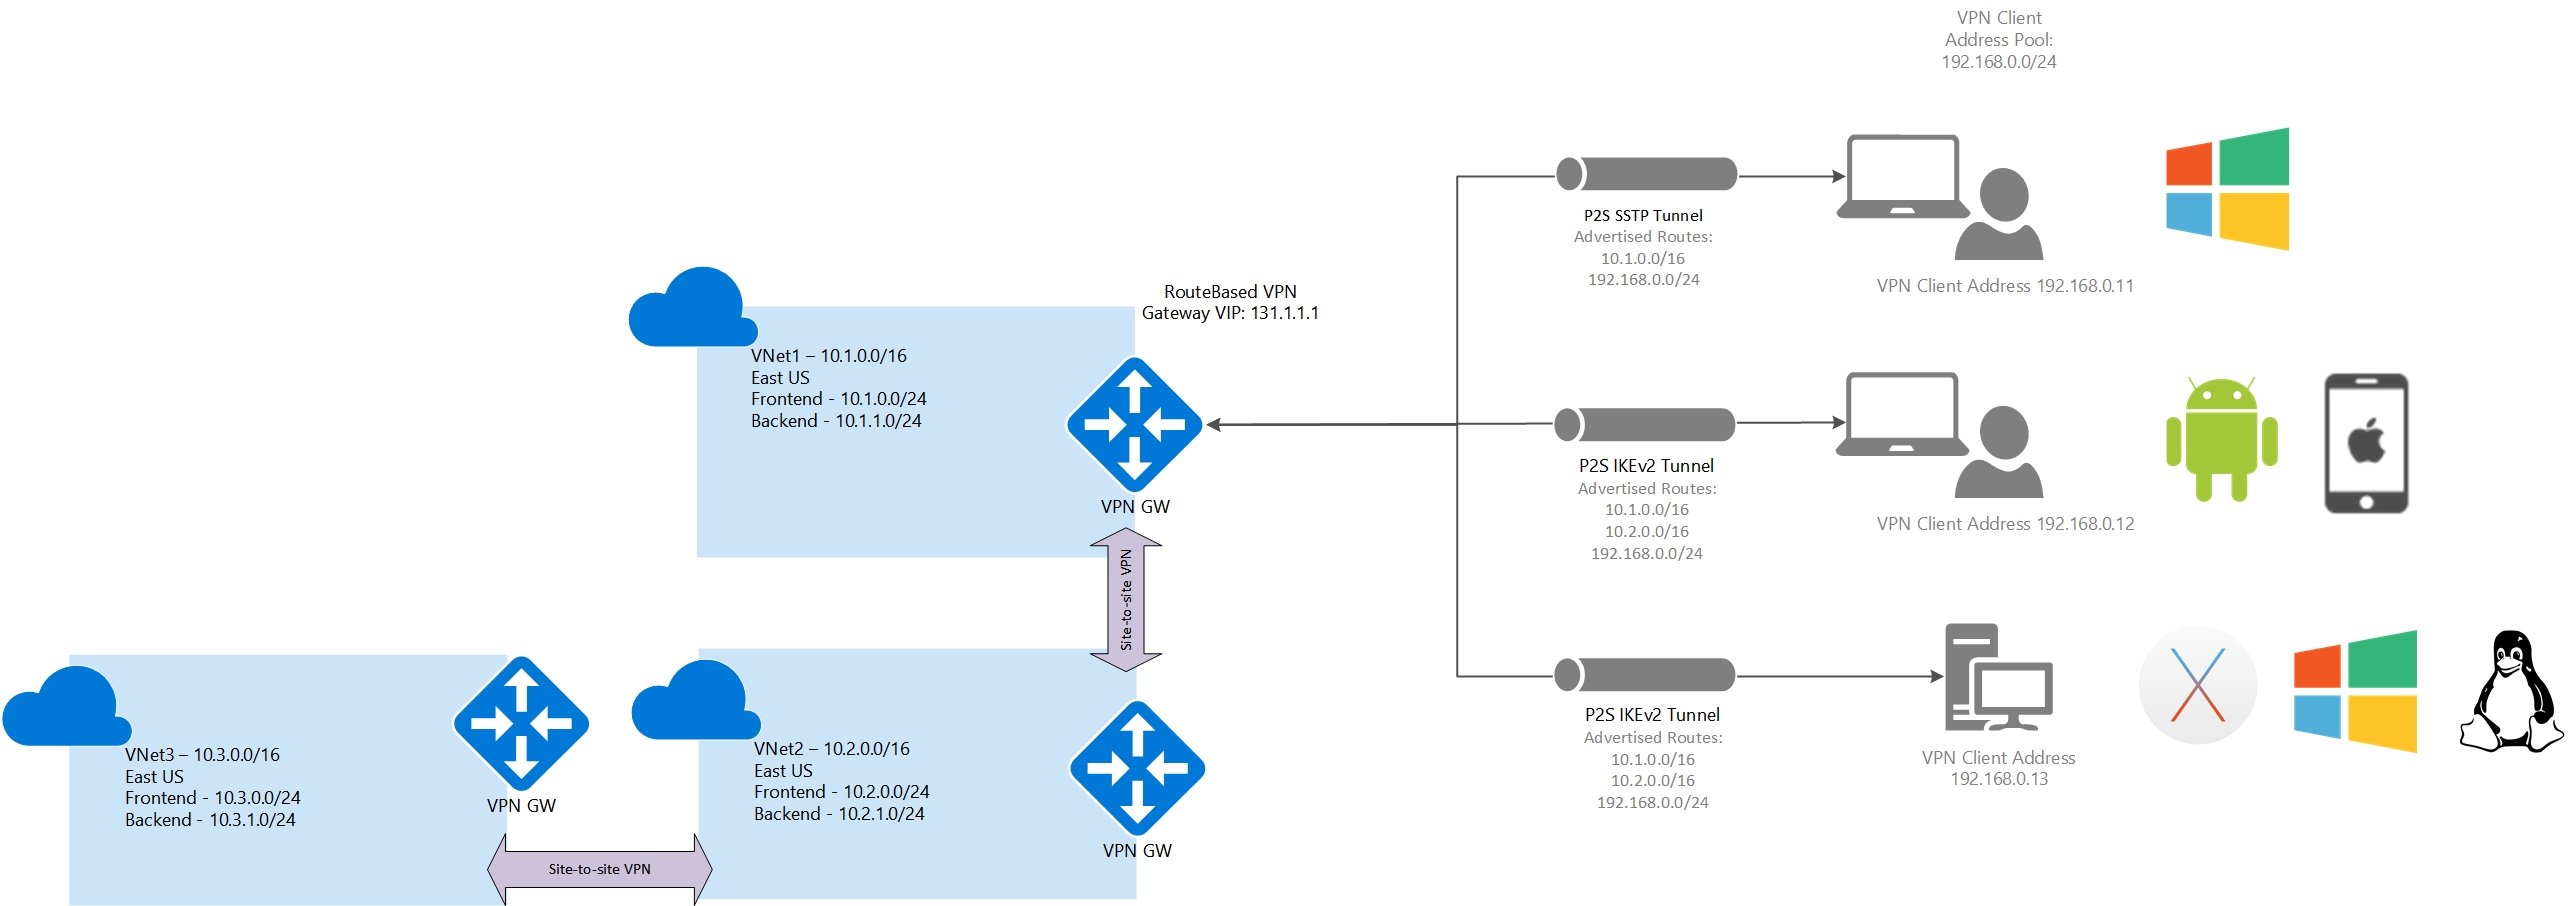 VPN Client
Address Pool:
192.168.0.0/24
P2S SSTP Tunnel
Advertised Routes:
10.1.0.0/16
192.168.0.0/24
VPN Client Address 192.168.0.11
RouteBased VPN
Gateway VIP: 131.1.1.1
VNet1 – 10.1.0.0/16
East US
Frontend - 10.1.0.0/24
Backend - 10.1.1.0/24
VPN GW
P2S IKEv2 Tunnel
Advertised Routes:
10.1.0.0/16
10.2.0.0/16
192.168.0.0/24
VPN Client Address 192.168.0.12
Site-to-site VPN
VNet3 – 10.3.0.0/16
East US
Frontend - 10.3.0.0/24
Backend - 10.3.1.0/24
VPN GW
Site-to-site VPN
VNet2 – 10.2.0.0/16
East US
Frontend - 10.2.0.0/24
Backend - 10.2.1.0/24
VPN GW
P2S IKEv2 Tunnel
Advertised Routes:
10.1.0.0/16
10.2.0.0/16
192.168.0.0/24
VPN Client Address
192.168.0.13